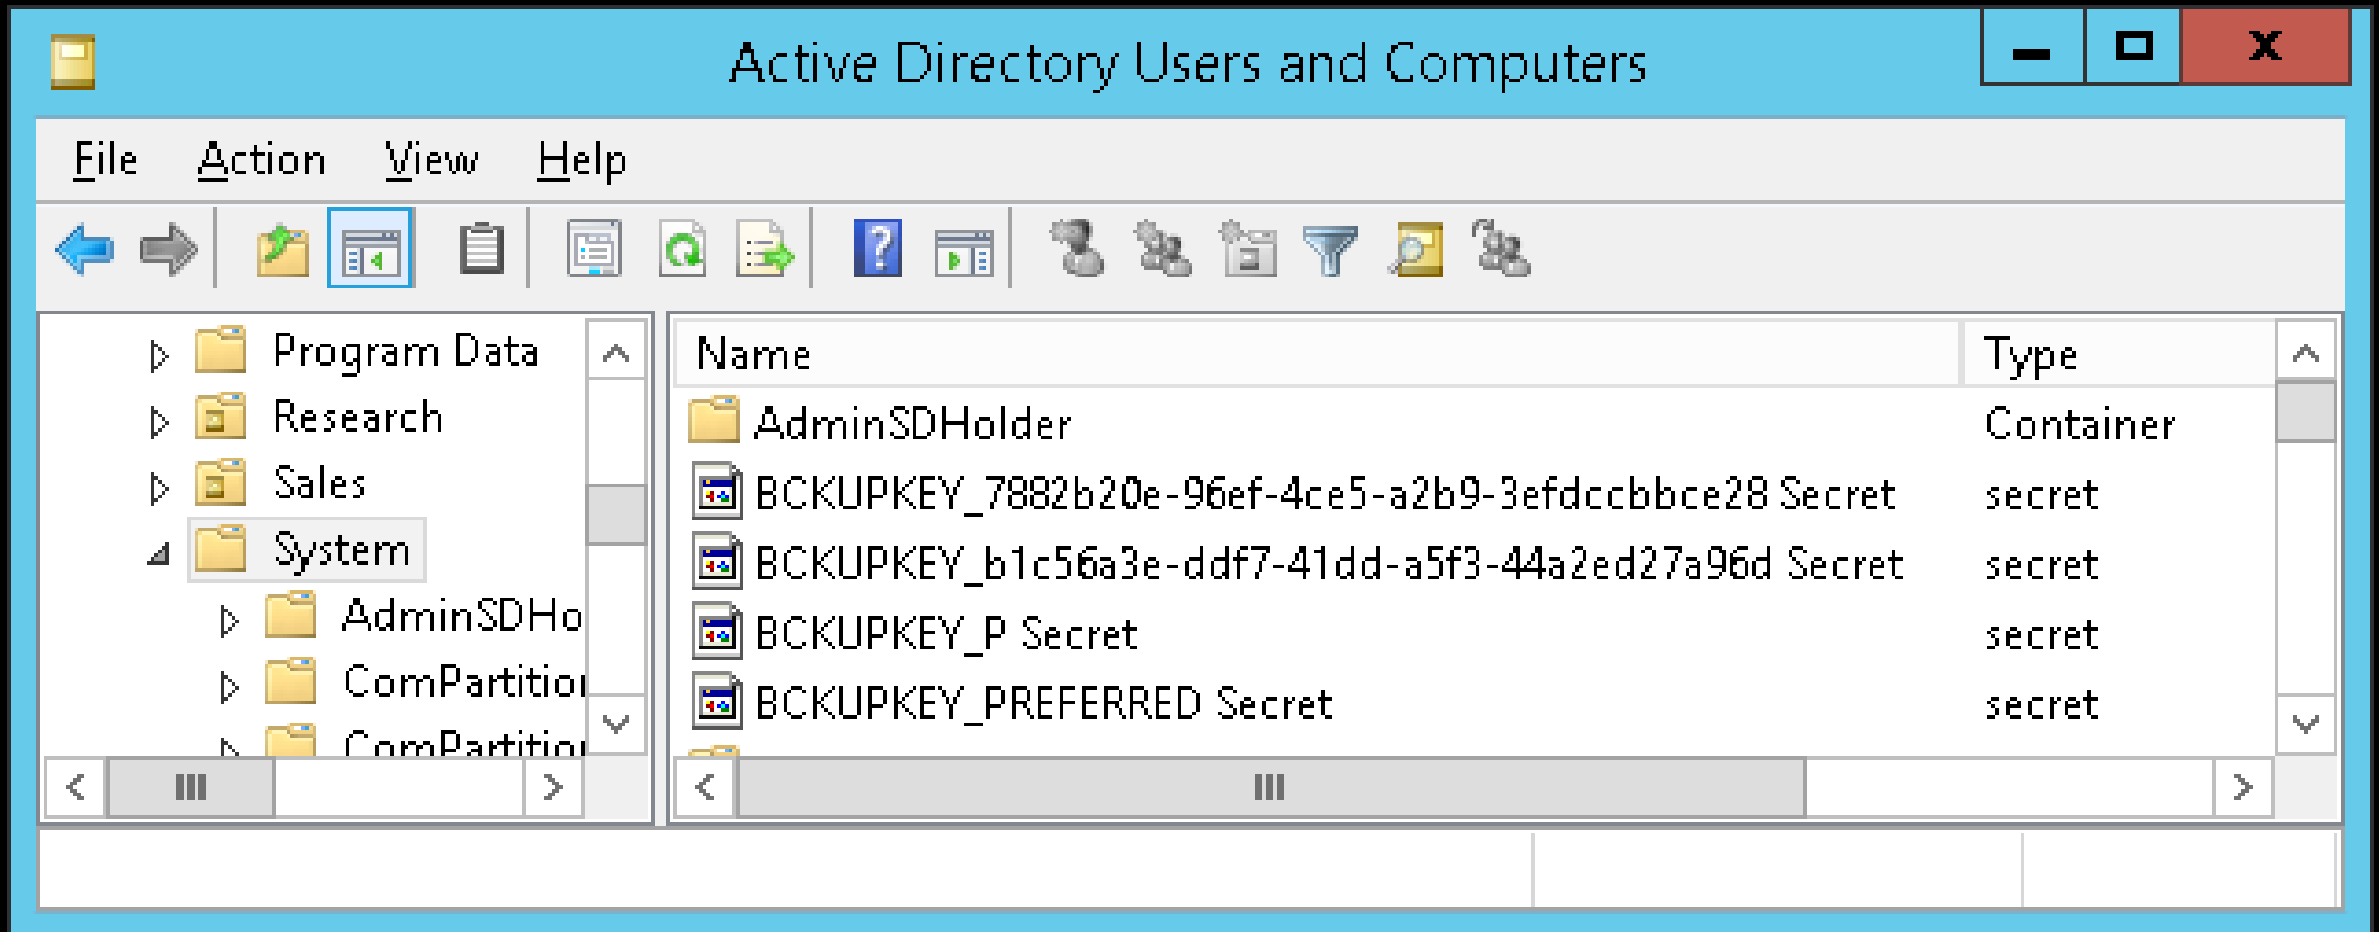 Active Directory Users and Computers
File Action View Help
Program Data
Research
Sales
System
AdminSDHo
ComPartition
ComPartition
Name Type
AdminSDHolder Container
BCKUPKEY_7882b20e-96ef-4ce5-a2b9-3efdccbbce28 Secret secret
BCKUPKEY_b1c56a3e-ddf7-41dd-a5f3-44a2ed27a96d Secret secret
BCKUPKEY_P Secret secret
BCKUPKEY_PREFERRED Secret secret